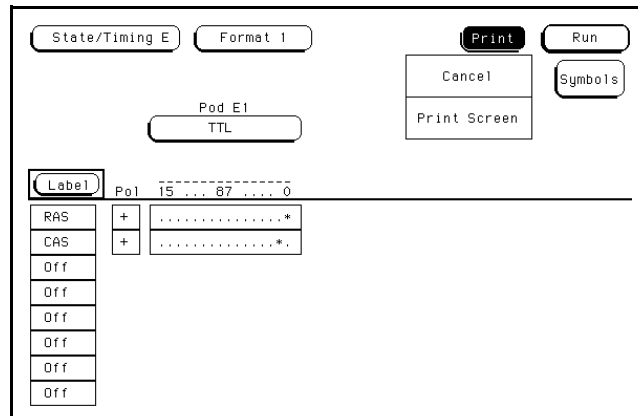 State/Timing E Format 1 Print Run
Cancel Symbols
Print Screen
Pod E1
TTL
Label Pol 15 ... 87 .... 0
RAS + ...............*
CAS + ..............*.
Off
Off
Off
Off
Off
Off